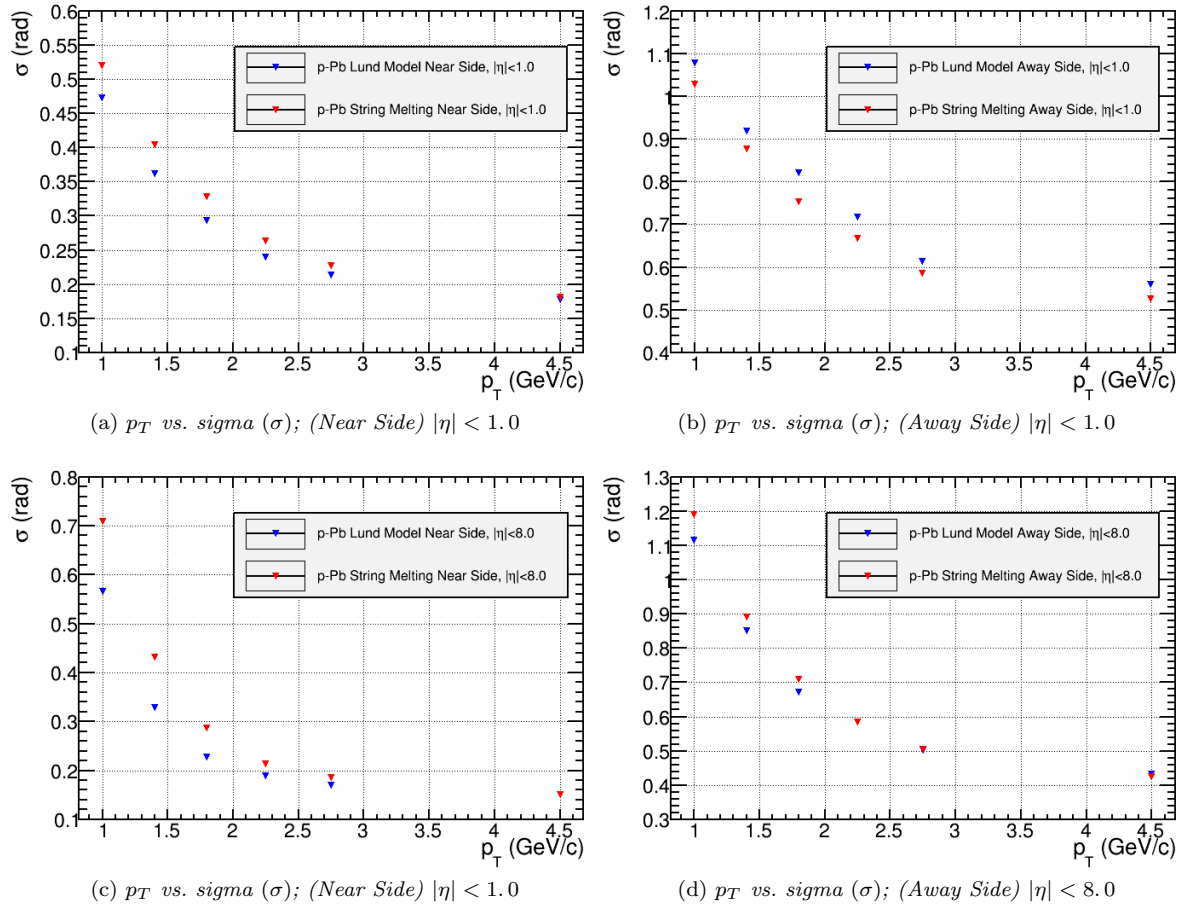 σ (rad)
0.6
0.55
0.5
0.45
0.4
0.35
0.3
0.25
0.2
0.15
0.1
p-Pb Lund Model Near Side, |η|<1.0
p-Pb String Melting Near Side, |η|<1.0
1 1.5 2 2.5 3 3.5 4 4.5
p_T (GeV/c)
(a) p_T vs. sigma (σ); (Near Side) |η| < 1.0
σ (rad)
1.2
1.1
1
0.9
0.8
0.7
0.6
0.5
0.4
p-Pb Lund Model Away Side, |η|<1.0
p-Pb String Melting Away Side, |η|<1.0
1 1.5 2 2.5 3 3.5 4 4.5
p_T (GeV/c)
(b) p_T vs. sigma (σ); (Away Side) |η| < 1.0
σ (rad)
0.8
0.7
0.6
0.5
0.4
0.3
0.2
0.1
p-Pb Lund Model Near Side, |η|<8.0
p-Pb String Melting Near Side, |η|<8.0
1 1.5 2 2.5 3 3.5 4 4.5
p_T (GeV/c)
(c) p_T vs. sigma (σ); (Near Side) |η| < 1.0
σ (rad)
1.3
1.2
1.1
1
0.9
0.8
0.7
0.6
0.5
0.4
0.3
p-Pb Lund Model Away Side, |η|<8.0
p-Pb String Melting Away Side, |η|<8.0
1 1.5 2 2.5 3 3.5 4 4.5
p_T (GeV/c)
(d) p_T vs. sigma (σ); (Away Side) |η| < 8.0